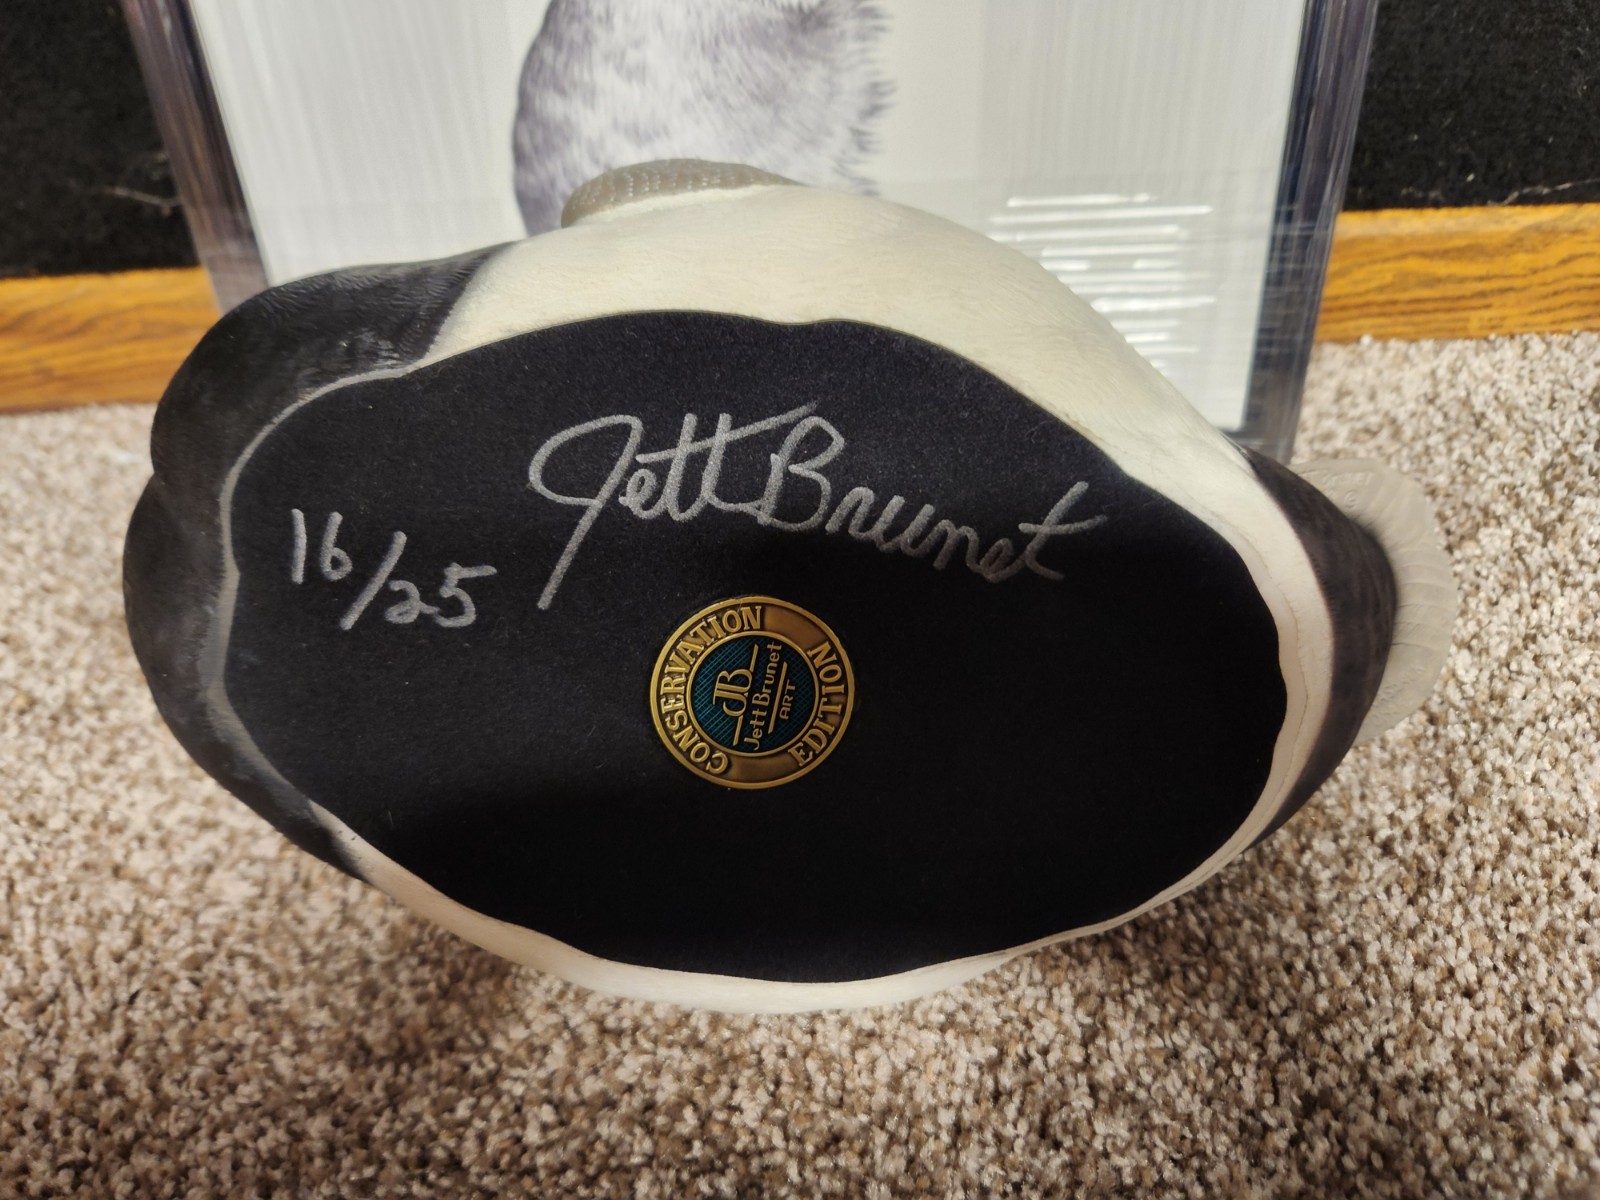 Jett Brunet
16/25
CONSERVATION EDITION
JB
Jett Brunet
ART